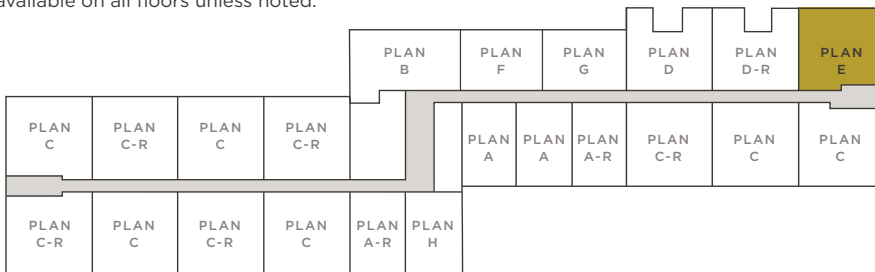 available on all floors unless noted.
PLAN
B
PLAN
F
PLAN
G
PLAN
D
PLAN
D-R
PLAN
E
PLAN
C
PLAN
C-R
PLAN
C
PLAN
C-R
PLAN
A
PLAN
A
PLAN
A-R
PLAN
C-R
PLAN
C
PLAN
C
PLAN
C-R
PLAN
C
PLAN
C-R
PLAN
C
PLAN
A-R
PLAN
H